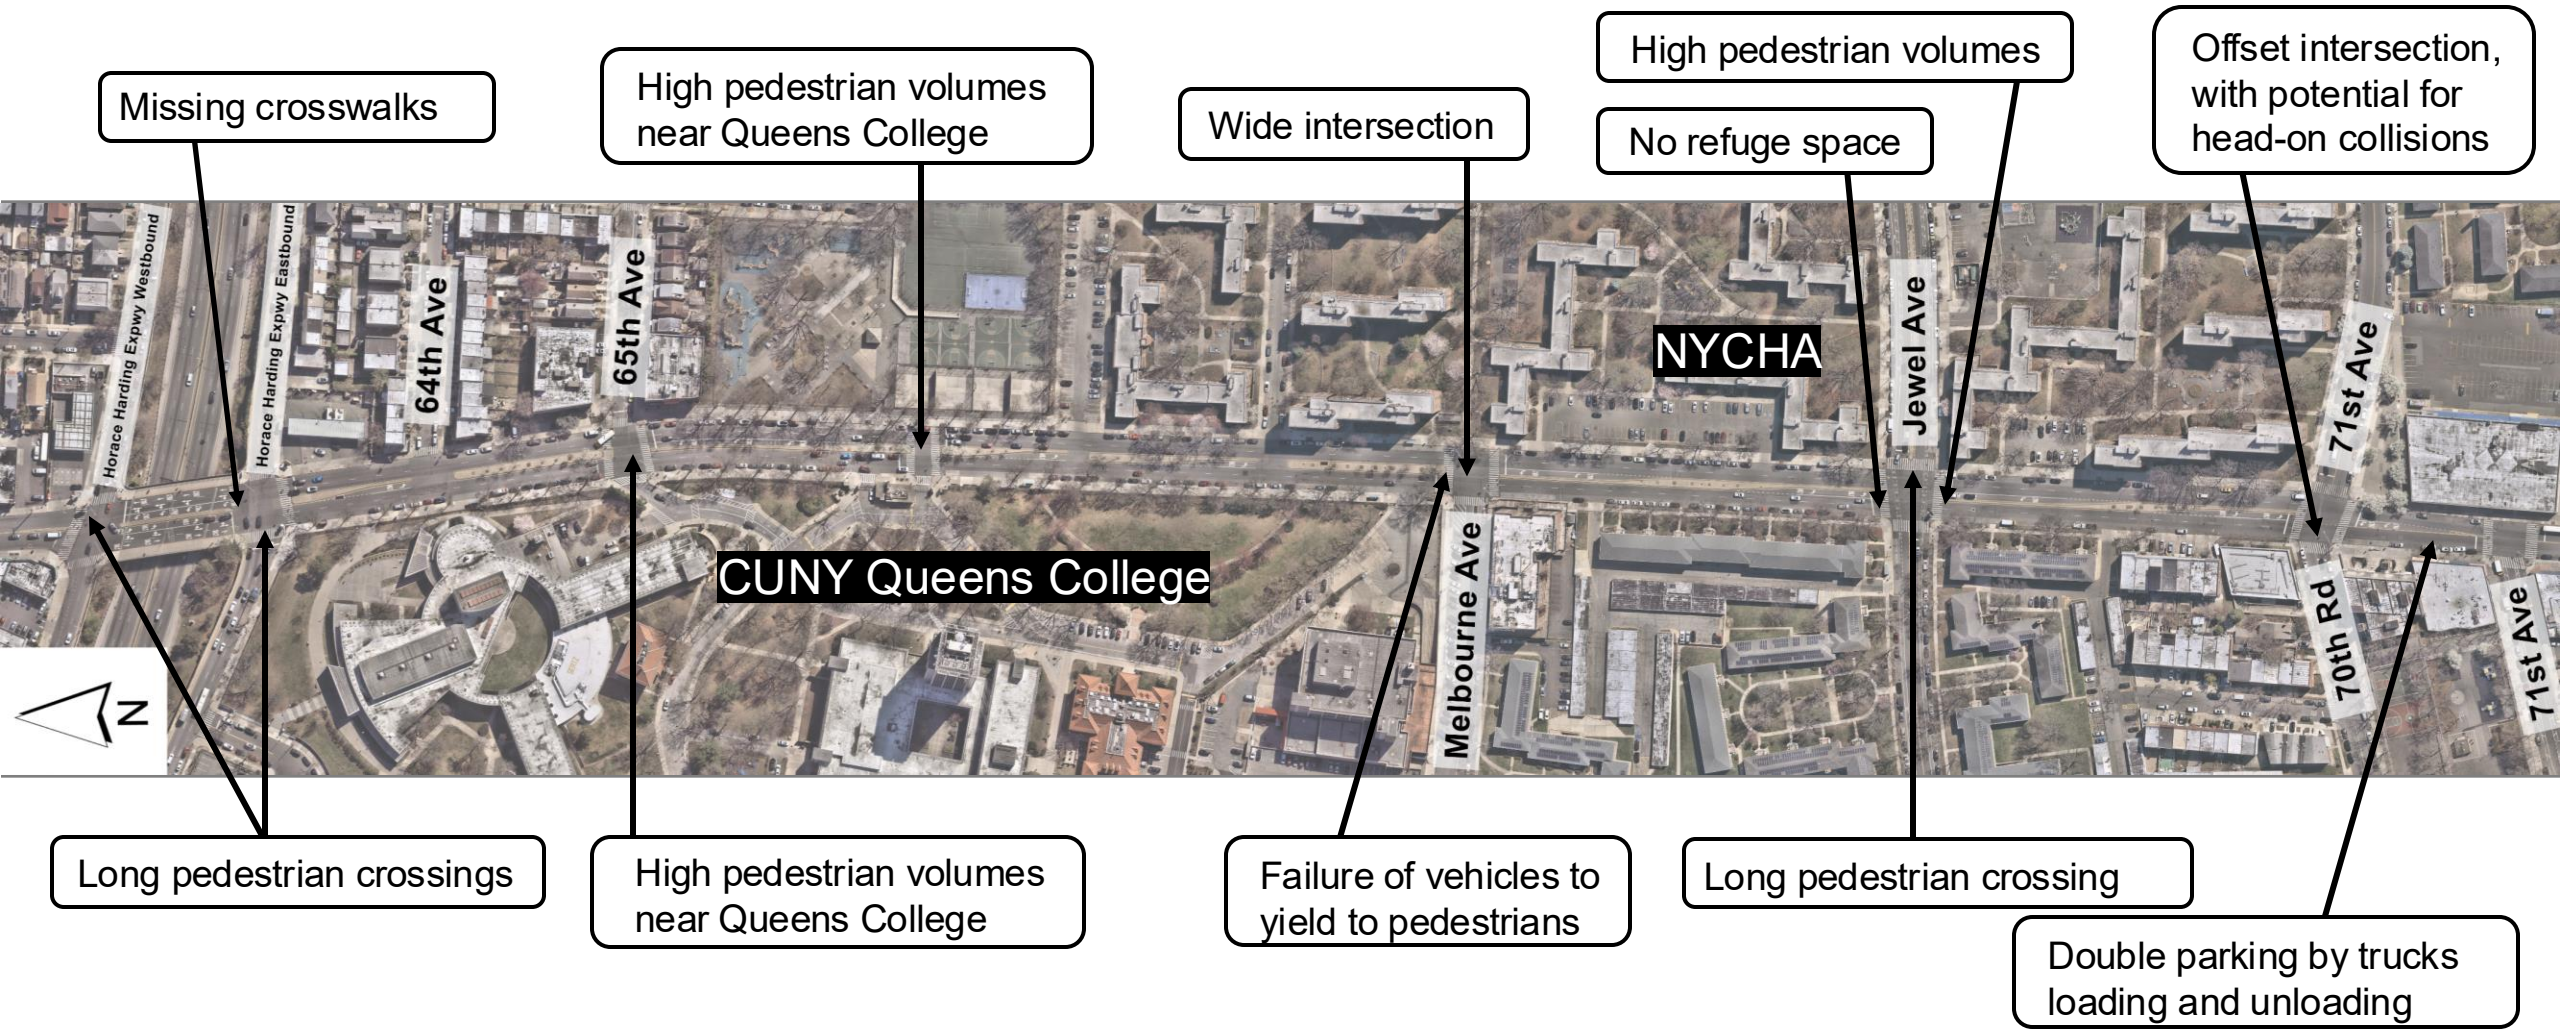 Missing crosswalks
High pedestrian volumes
near Queens College
Wide intersection
High pedestrian volumes
No refuge space
Offset intersection,
with potential for
head-on collisions
Horace Harding Expwy Westbound
Horace Harding Expwy Eastbound
64th Ave
65th Ave
NYCHA
Jewel Ave
71st Ave
CUNY Queens College
Melbourne Ave
70th Rd
71st Ave
N
Long pedestrian crossings
High pedestrian volumes
near Queens College
Failure of vehicles to
yield to pedestrians
Long pedestrian crossing
Double parking by trucks
loading and unloading